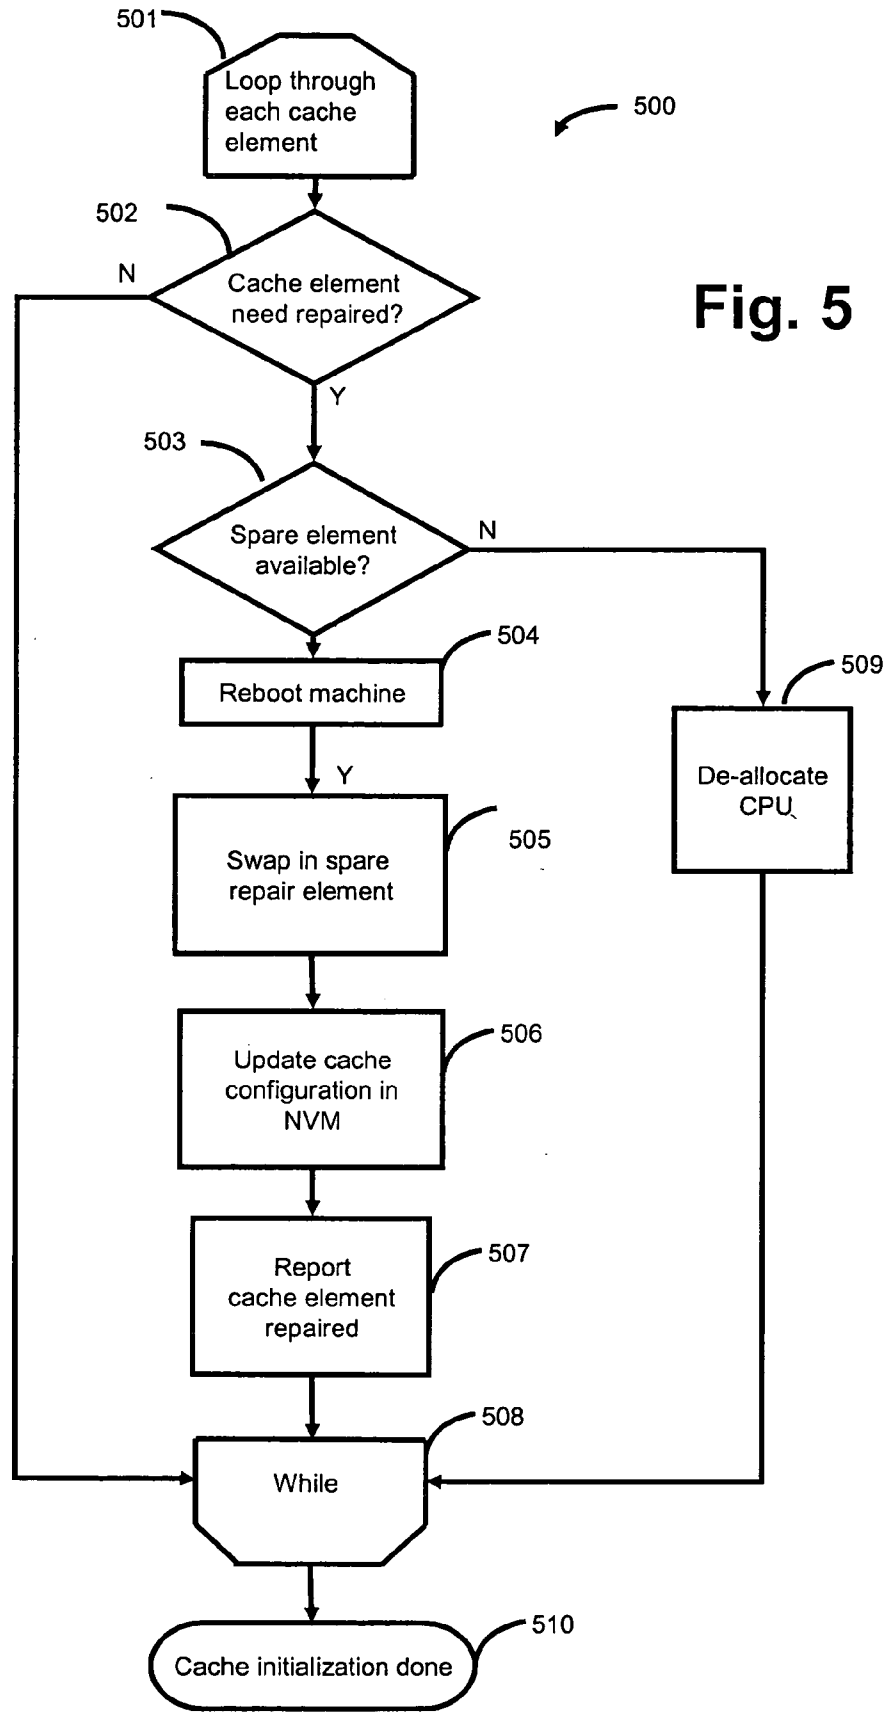 501
Loop through
each cache
element
500
502
N
Cache element
need repaired?
Fig. 5
Y
503
Spare element
available?
N
504
Reboot machine
509
De-allocate
CPU
Y
505
Swap in spare
repair element
506
Update cache
configuration in
NVM
507
Report
cache element
repaired
508
While
510
Cache initialization done